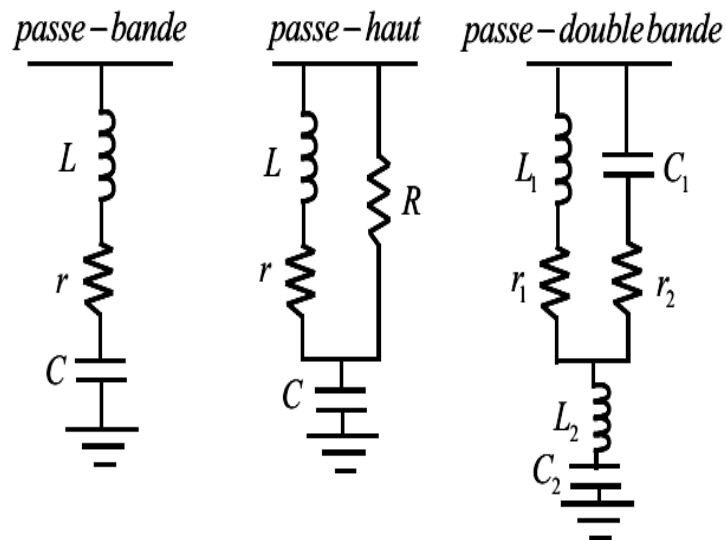 passe-bande
L
r
C
passe-haut
L
R
r
C
passe-double bande
L1
C1
r1
r2
L2
C2